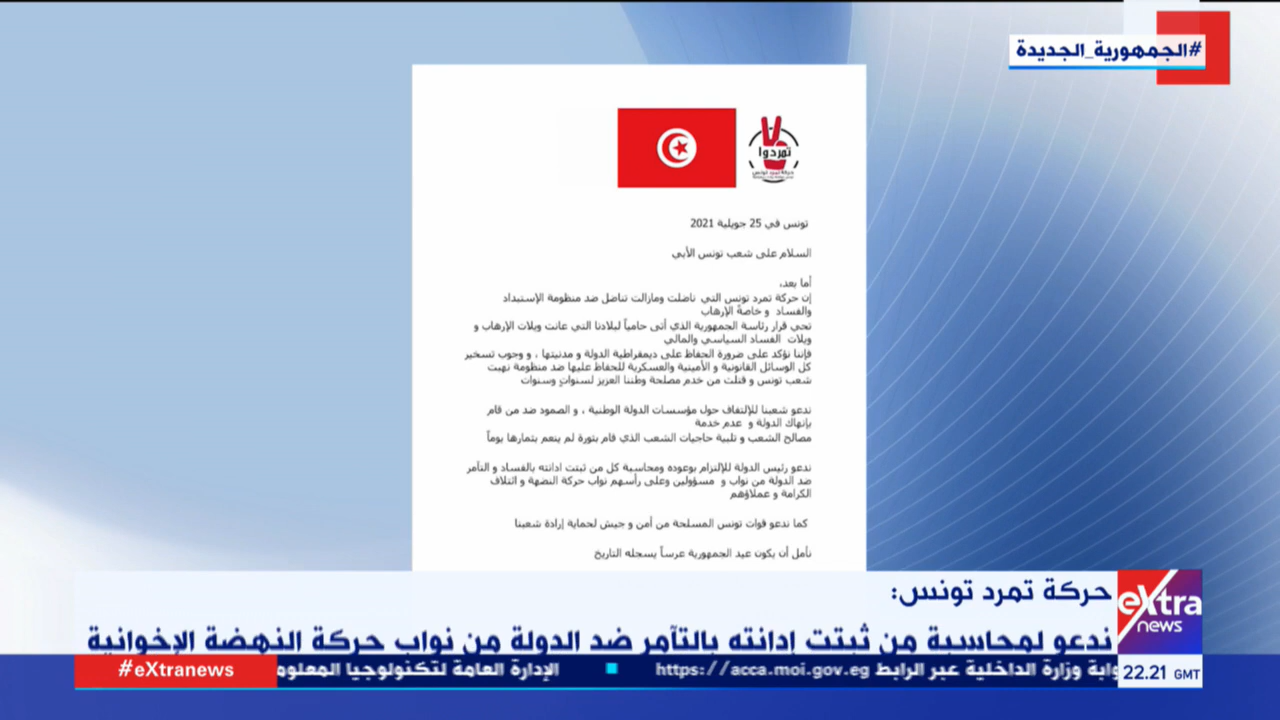 #الجمهورية_الجديدة
تمردوا
حركة تمرد تونس
تونس في 25 جويلية 2021
السلام على شعب تونس الأبي
أما بعد،
إن حركة تمرد تونس التي ناضلت ومازالت تناضل ضد منظومة الإستبداد
والفساد و خاصةً الإرهاب
تحي قرار رئاسة الجمهورية الذي أتى حامياً لبلادنا التي عانت ويلات الإرهاب و
ويلات الفساد السياسي والمالي
فإننا نؤكد على ضرورة الحفاظ على ديمقراطية الدولة و مدنيتها ، و وجوب تسخير
كل الوسائل القانونية و الأمينية والعسكرية للحفاظ عليها ضد منظومة نهبت
شعب تونس و قتلت من خدم مصلحة وطننا العزيز لسنواتٍ وسنوات
ندعو شعبنا للإلتفاف حول مؤسسات الدولة الوطنية ، و الصمود ضد من قام
بإنهاك الدولة و عدم خدمة
مصالح الشعب و تلبية حاجيات الشعب الذي قام بثورة لم ينعم بثمارها يوماً
ندعو رئيس الدولة للإلتزام بوعوده ومحاسبة كل من ثبتت ادانته بالفساد و التآمر
ضد الدولة من نواب و مسؤولين وعلى رأسهم نواب حركة النضهة و ائتلاف
الكرامة و عملاؤهم
كما ندعو قوات تونس المسلحة من أمن و جيش لحماية إرادة شعبنا
نأمل أن يكون عيد الجمهورية عرساً يسجله التاريخ
حركة تمرد تونس:
ندعو لمحاسبة من ثبتت إدانته بالتآمر ضد الدولة من نواب حركة النهضة الإخوانية
eXtra
news
وابة وزارة الداخلية عبر الرابط https://acca.moi.gov.eg ■ الإدارة العامة لتكنولوجيا المعلوم
#eXtranews
22.21 GMT